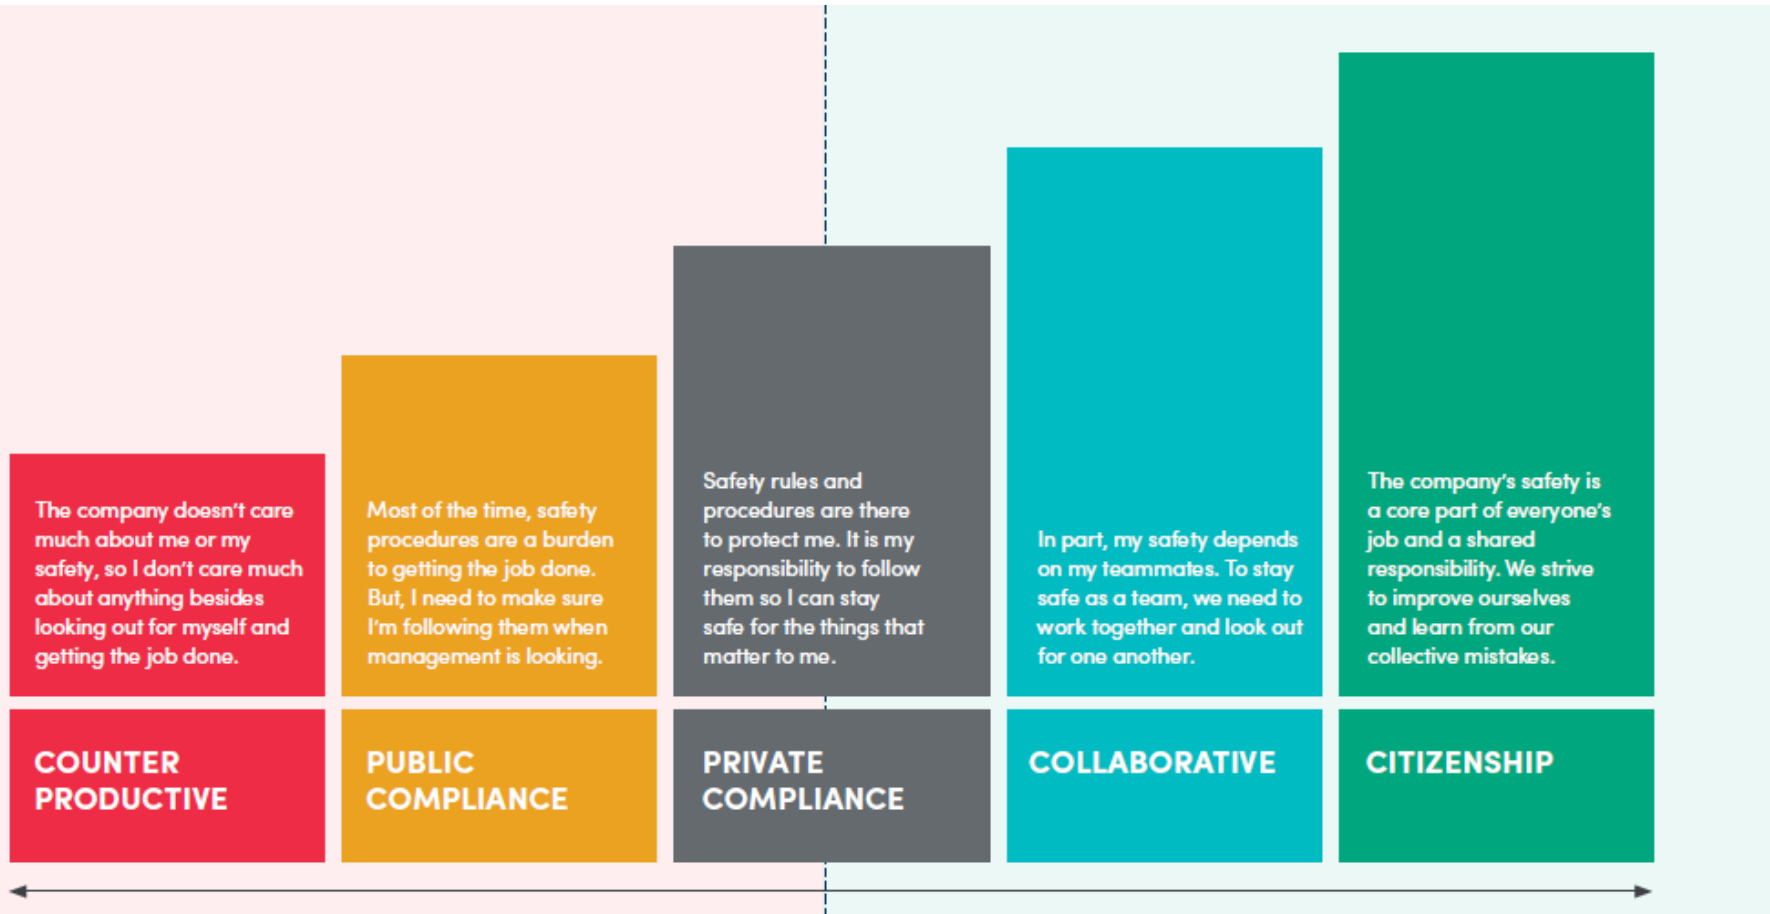 The company doesn't care
much about me or my
safety, so I don't care much
about anything besides
looking out for myself and
getting the job done.
COUNTER
PRODUCTIVE
Most of the time, safety
procedures are a burden
to getting the job done.
But, I need to make sure
I'm following them when
management is looking.
PUBLIC
COMPLIANCE
Safety rules and
procedures are there
to protect me. It is my
responsibility to follow
them so I can stay
safe for the things that
matter to me.
PRIVATE
COMPLIANCE
In part, my safety depends
on my teammates. To stay
safe as a team, we need to
work together and look out
for one another.
COLLABORATIVE
The company's safety is
a core part of everyone's
job and a shared
responsibility. We strive
to improve ourselves
and learn from our
collective mistakes.
CITIZENSHIP